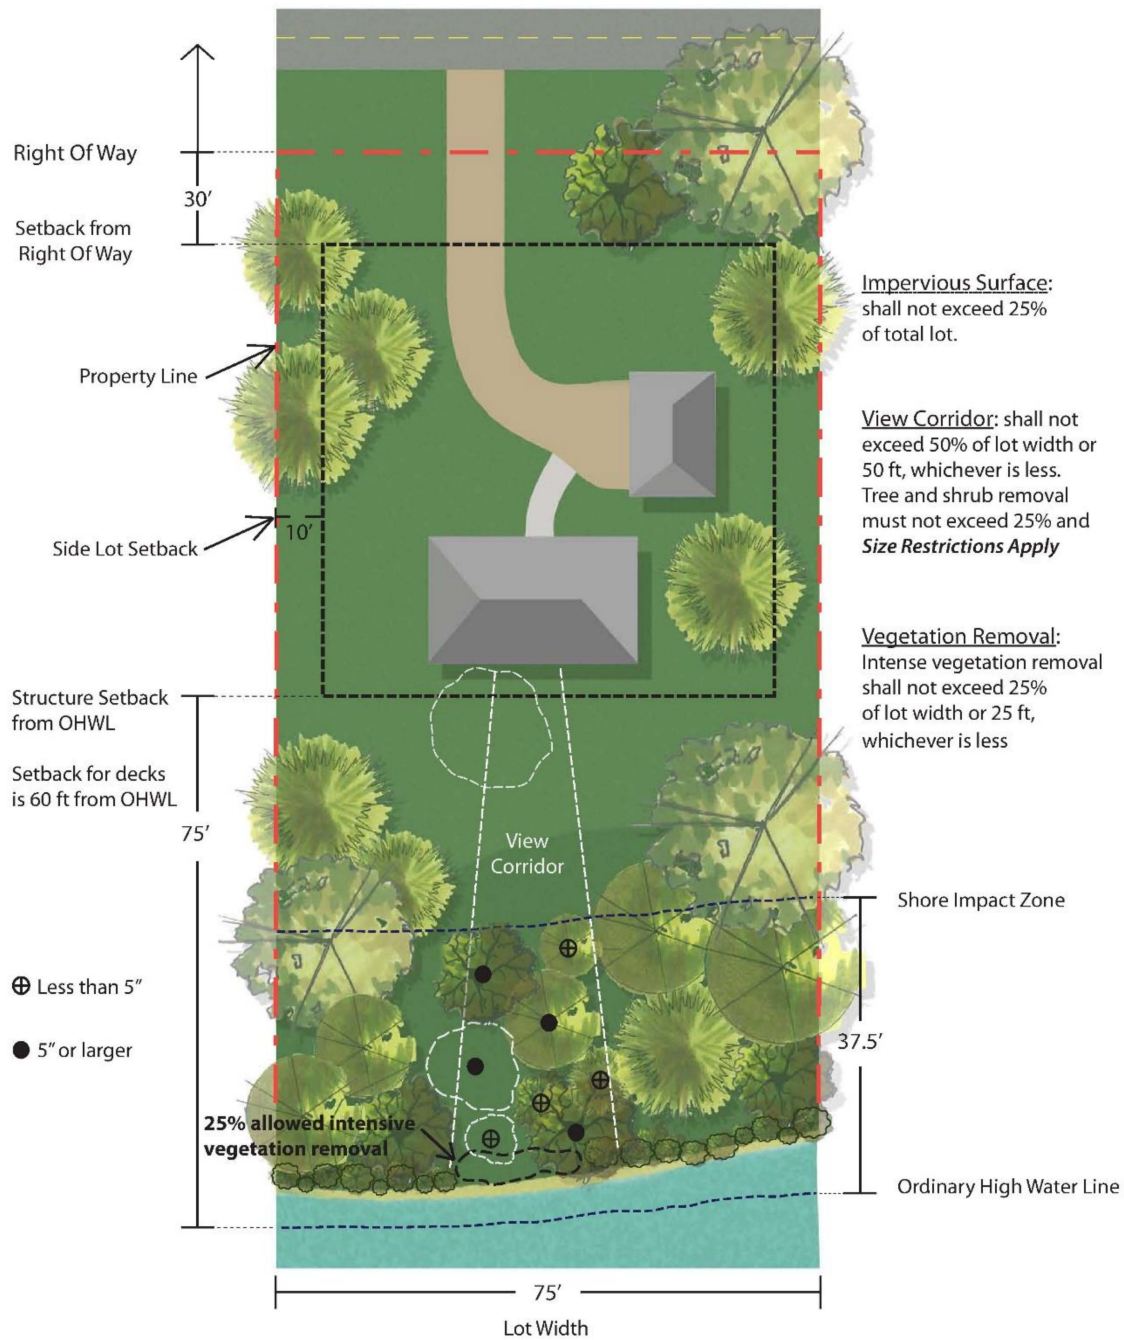 Right Of Way
30′
Setback from
Right Of Way
Property Line
10′
Side Lot Setback
Structure Setback
from OHWL
Setback for decks
is 60 ft from OHWL
75′
Less than 5″
5″ or larger
25% allowed intensive
vegetation removal
View
Corridor
Impervious Surface:
shall not exceed 25%
of total lot.
View Corridor: shall not
exceed 50% of lot width or
50 ft, whichever is less.
Tree and shrub removal
must not exceed 25% and
Size Restrictions Apply
Vegetation Removal:
Intense vegetation removal
shall not exceed 25%
of lot width or 25 ft,
whichever is less
Shore Impact Zone
37.5′
Ordinary High Water Line
75′
Lot Width